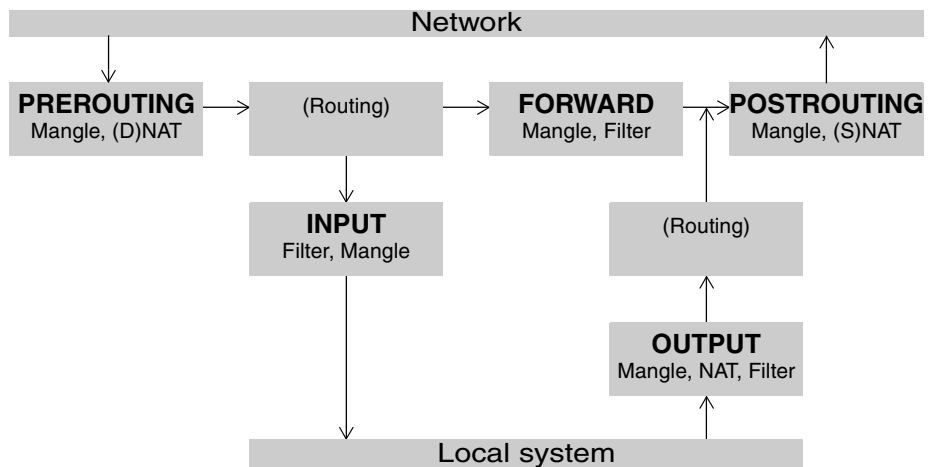 Network
PREROUTING
Mangle, (D)NAT
(Routing)
FORWARD
Mangle, Filter
POSTROUTING
Mangle, (S)NAT
INPUT
Filter, Mangle
(Routing)
OUTPUT
Mangle, NAT, Filter
Local system